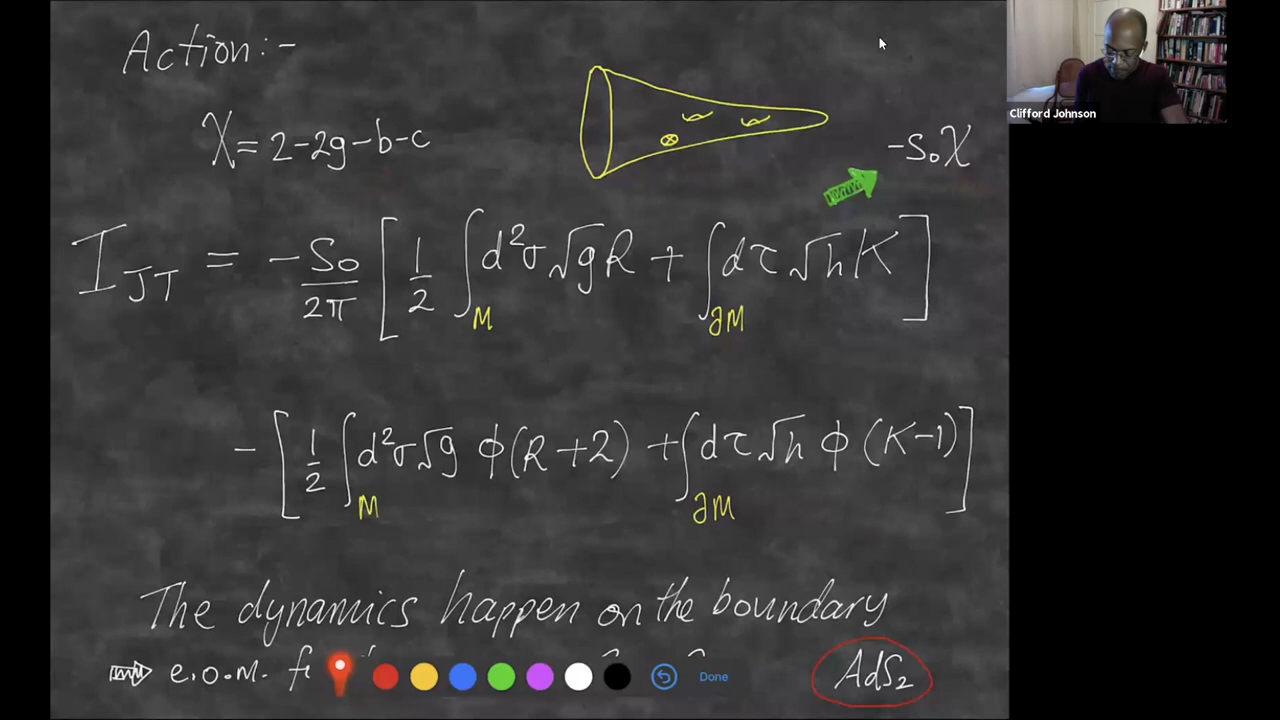 Action:-
χ = 2-2g-b-c
-S₀χ
I_JT = -S₀/2π [ 1/2 ∫_M d²σ√g R + ∫_∂M dτ √h K ]
- [ 1/2 ∫_M d²σ√g φ(R+2) + ∫_∂M dτ √h φ (K-1) ]
The dynamics happen on the boundary
⇒ e.o.m. f
AdS₂
Done
Clifford Johnson